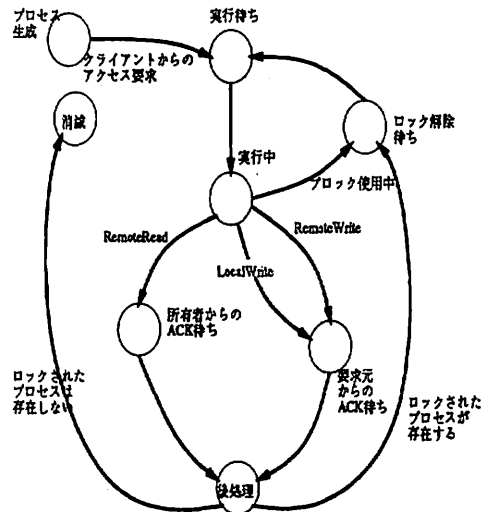 プロセス
生成
実行待ち
クライアントからの
アクセス要求
消滅
ロック解除
待ち
実行中
ブロック使用中
RemoteRead
RemoteWrite
LocalWrite
所有者からの
ACK待ち
要求元
からの
ACK待ち
ロックされた
プロセスは
存在しない
ロックされた
プロセスが
存在する
後処理